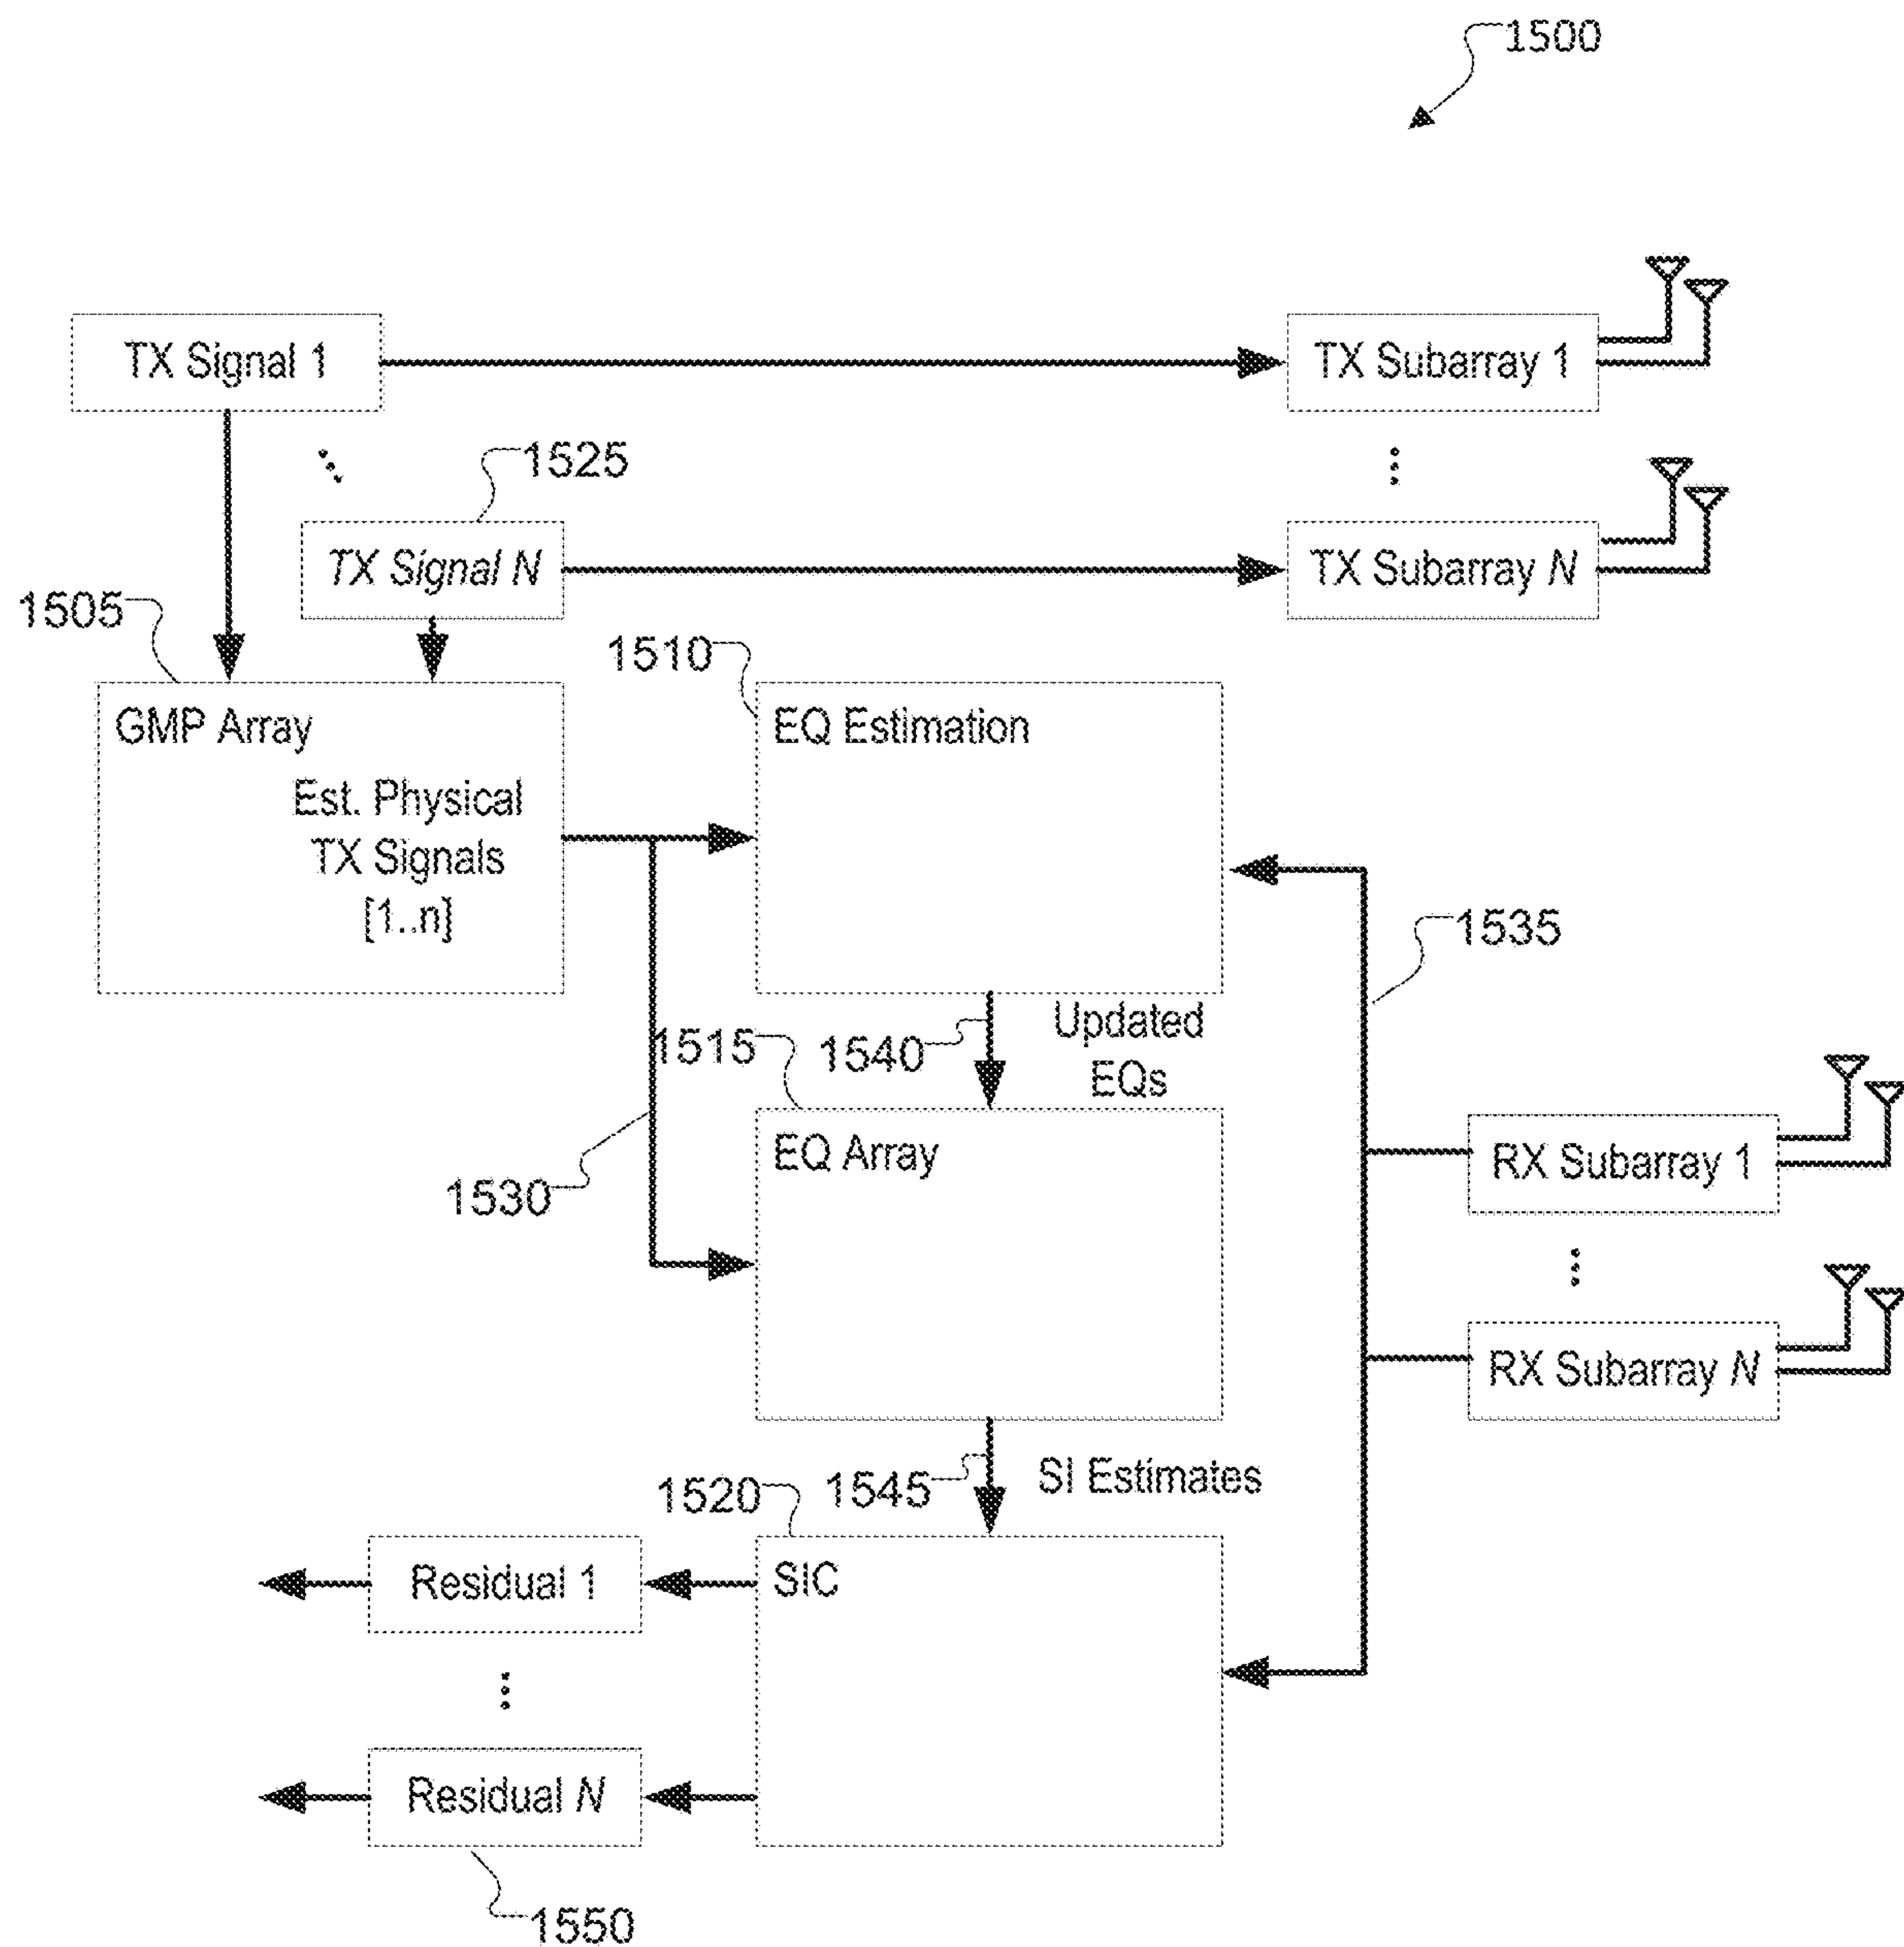 1500
TX Signal 1
TX Subarray 1
1525
TX Signal N
TX Subarray N
1505
1510
GMP Array
Est. Physical
TX Signals
[1..n]
EQ Estimation
1535
1540
Updated
EQs
1515
EQ Array
1530
RX Subarray 1
RX Subarray N
1545
SI Estimates
1520
SIC
Residual 1
Residual N
1550